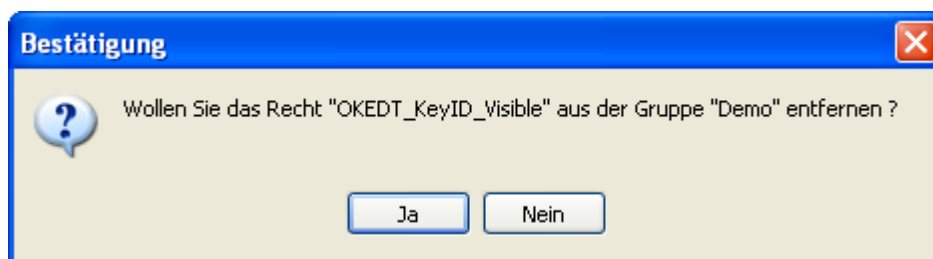 Bestätigung
Wollen Sie das Recht "OKEDT_KeyID_Visible" aus der Gruppe "Demo" entfernen ?
Ja
Nein